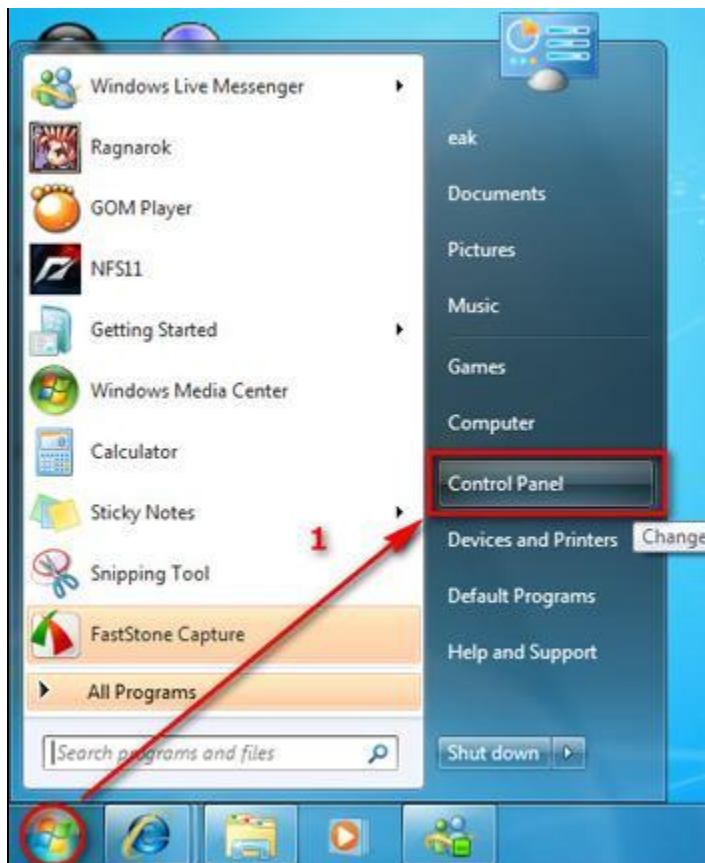 Windows Live Messenger
Ragnarok
GOM Player
NFS11
Getting Started
Windows Media Center
Calculator
Sticky Notes
1
Snipping Tool
FastStone Capture
All Programs
Search programs and files
eak
Documents
Pictures
Music
Games
Computer
Control Panel
Devices and Printers
Change
Default Programs
Help and Support
Shut down